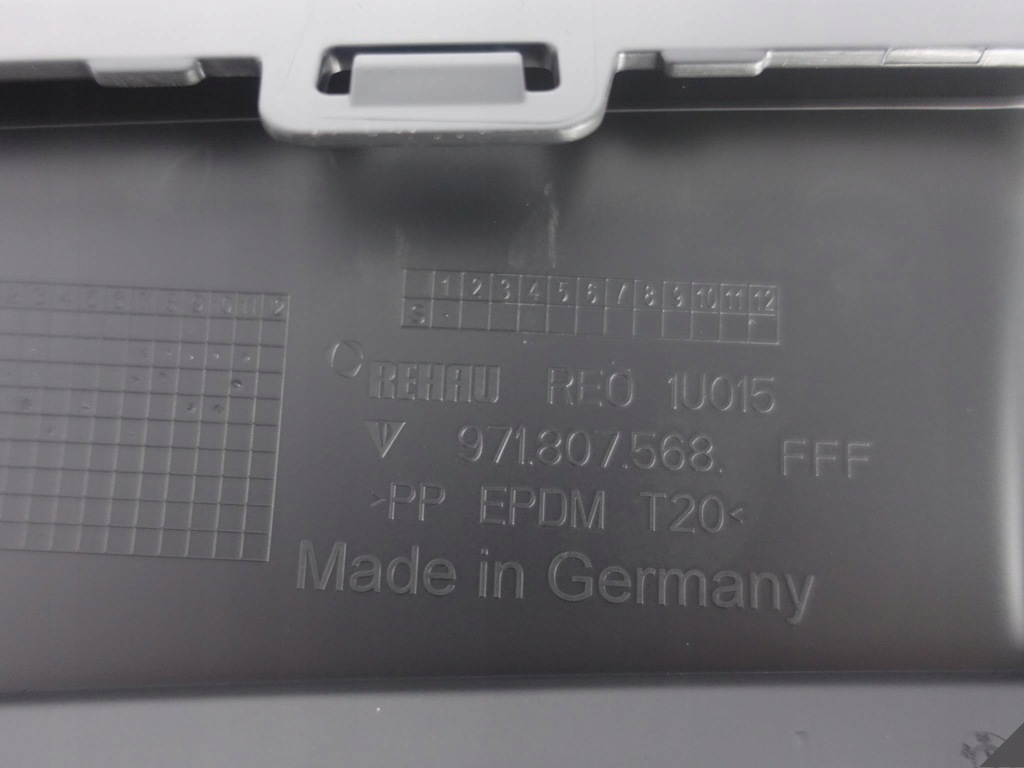 1 2 3 4 5 6 7 8 9 10 11 12
S
REHAU REÖ 1U015
971.807.568. FFF
>PP EPDM T20<
Made in Germany